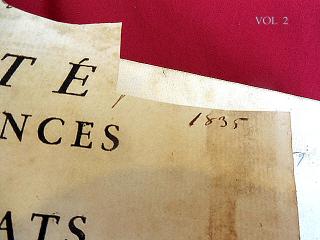 VOL 2
TÉ
1835
NCES
ATS